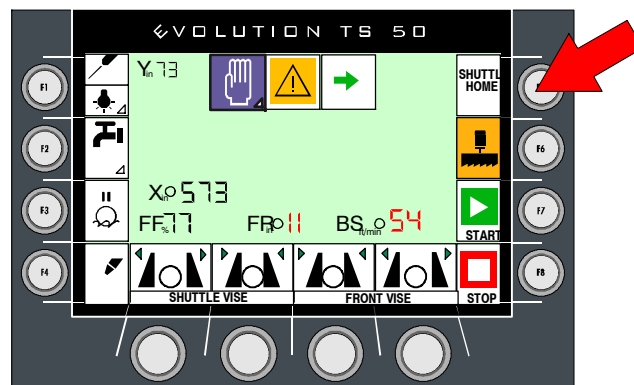 EVOLUTION TS 50
F1
Yin 73
SHUTTL
HOME
F2
F6
Xin 573
F3
FF% 77
FRin 11
BSft/min 54
F7
START
F4
SHUTTLE VISE
FRONT VISE
STOP
F8